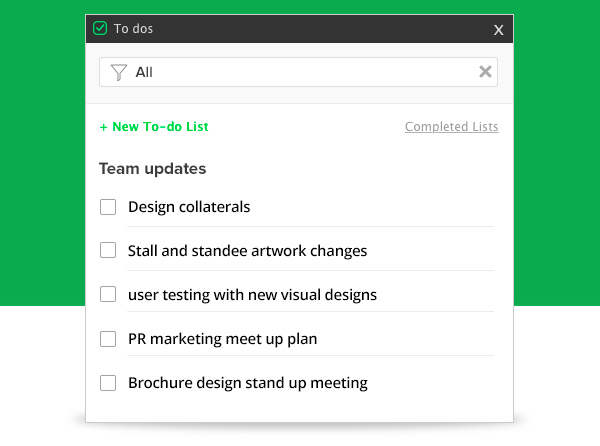 To dos
X
All
+ New To-do List
Completed Lists
Team updates
Design collaterals
Stall and standee artwork changes
user testing with new visual designs
PR marketing meet up plan
Brochure design stand up meeting